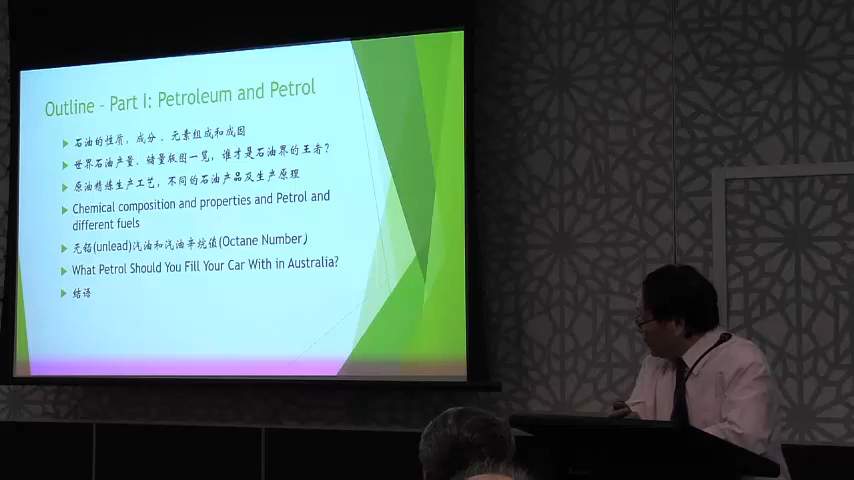 Outline – Part I: Petroleum and Petrol
石油的性质，成分、元素组成和成因
世界石油产量、储量版图一览，谁才是石油界的王者？
原油精炼生产工艺，不同的石油产品及生产原理
Chemical composition and properties and Petrol and
different fuels
无铅(unlead)汽油和汽油辛烷值(Octane Number)
What Petrol Should You Fill Your Car With in Australia?
结语